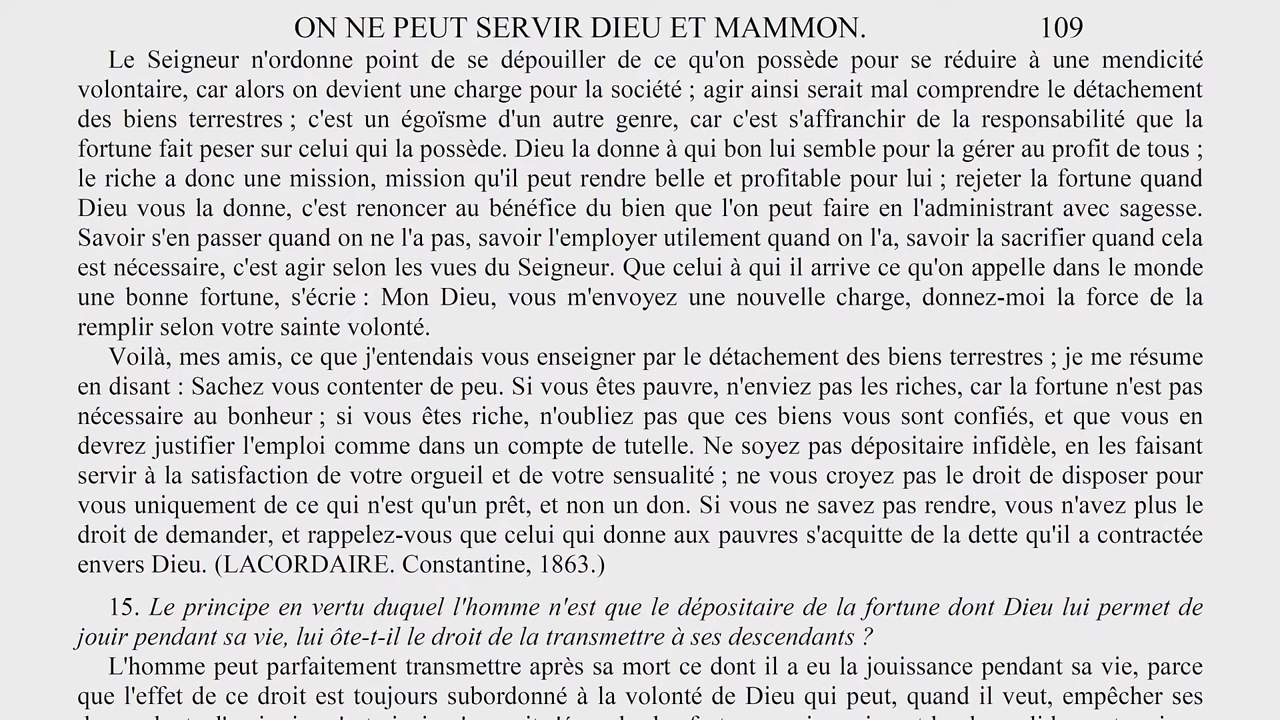 ON NE PEUT SERVIR DIEU ET MAMMON. 109
Le Seigneur n'ordonne point de se dépouiller de ce qu'on possède pour se réduire à une mendicité
volontaire, car alors on devient une charge pour la société ; agir ainsi serait mal comprendre le détachement
des biens terrestres ; c'est un égoïsme d'un autre genre, car c'est s'affranchir de la responsabilité que la
fortune fait peser sur celui qui la possède. Dieu la donne à qui bon lui semble pour la gérer au profit de tous ;
le riche a donc une mission, mission qu'il peut rendre belle et profitable pour lui ; rejeter la fortune quand
Dieu vous la donne, c'est renoncer au bénéfice du bien que l'on peut faire en l'administrant avec sagesse.
Savoir s'en passer quand on ne l'a pas, savoir l'employer utilement quand on l'a, savoir la sacrifier quand cela
est nécessaire, c'est agir selon les vues du Seigneur. Que celui à qui il arrive ce qu'on appelle dans le monde
une bonne fortune, s'écrie : Mon Dieu, vous m'envoyez une nouvelle charge, donnez-moi la force de la
remplir selon votre sainte volonté.
Voilà, mes amis, ce que j'entendais vous enseigner par le détachement des biens terrestres ; je me résume
en disant : Sachez vous contenter de peu. Si vous êtes pauvre, n'enviez pas les riches, car la fortune n'est pas
nécessaire au bonheur ; si vous êtes riche, n'oubliez pas que ces biens vous sont confiés, et que vous en
devrez justifier l'emploi comme dans un compte de tutelle. Ne soyez pas dépositaire infidèle, en les faisant
servir à la satisfaction de votre orgueil et de votre sensualité ; ne vous croyez pas le droit de disposer pour
vous uniquement de ce qui n'est qu'un prêt, et non un don. Si vous ne savez pas rendre, vous n'avez plus le
droit de demander, et rappelez-vous que celui qui donne aux pauvres s'acquitte de la dette qu'il a contractée
envers Dieu. (LACORDAIRE. Constantine, 1863.)
15. Le principe en vertu duquel l'homme n'est que le dépositaire de la fortune dont Dieu lui permet de
jouir pendant sa vie, lui ôte-t-il le droit de la transmettre à ses descendants ?
L'homme peut parfaitement transmettre après sa mort ce dont il a eu la jouissance pendant sa vie, parce
que l'effet de ce droit est toujours subordonné à la volonté de Dieu qui peut, quand il veut, empêcher ses